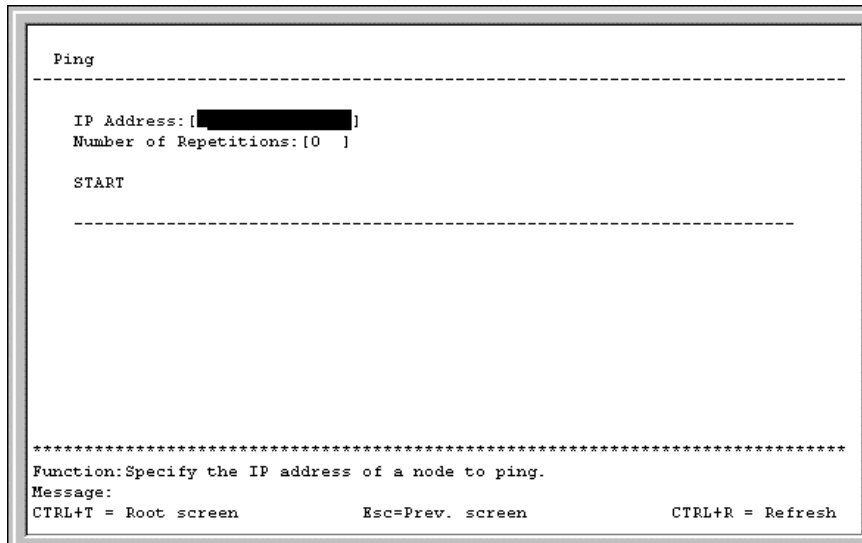 Ping
--------------------------------------------------------------------------------
IP Address:[ ]
Number of Repetitions:[0 ]
START
-----------------------------------------------------------------------
********************************************************************************
Function:Specify the IP address of a node to ping.
Message:
CTRL+T = Root screen Esc=Prev. screen CTRL+R = Refresh